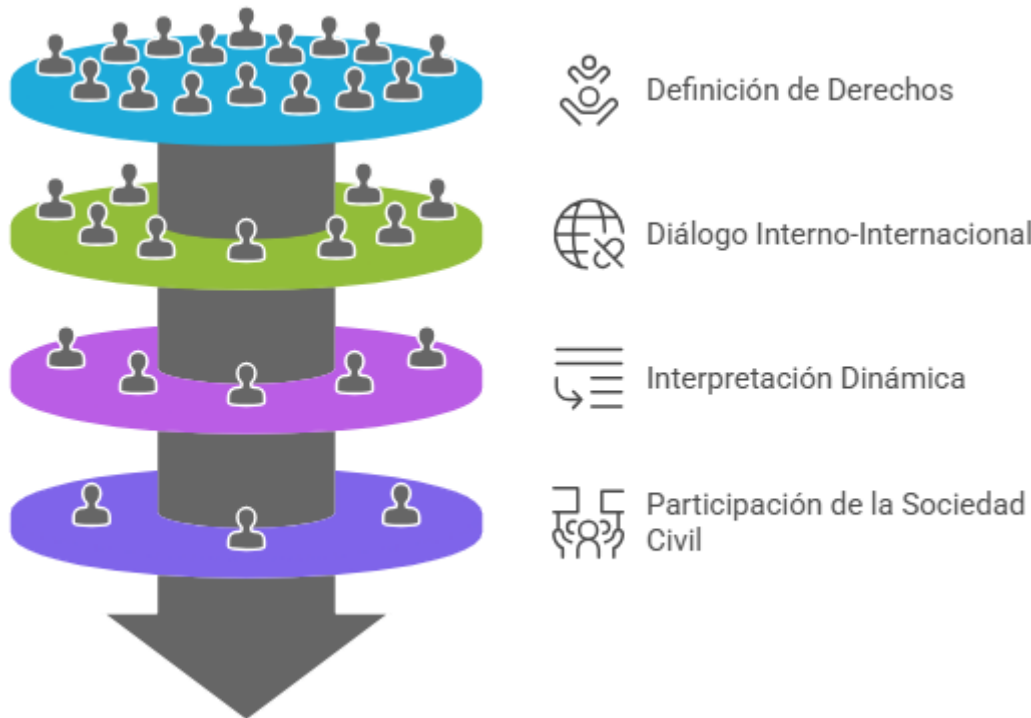 Definición de Derechos
Diálogo Interno-Internacional
Interpretación Dinámica
Participación de la Sociedad
Civil